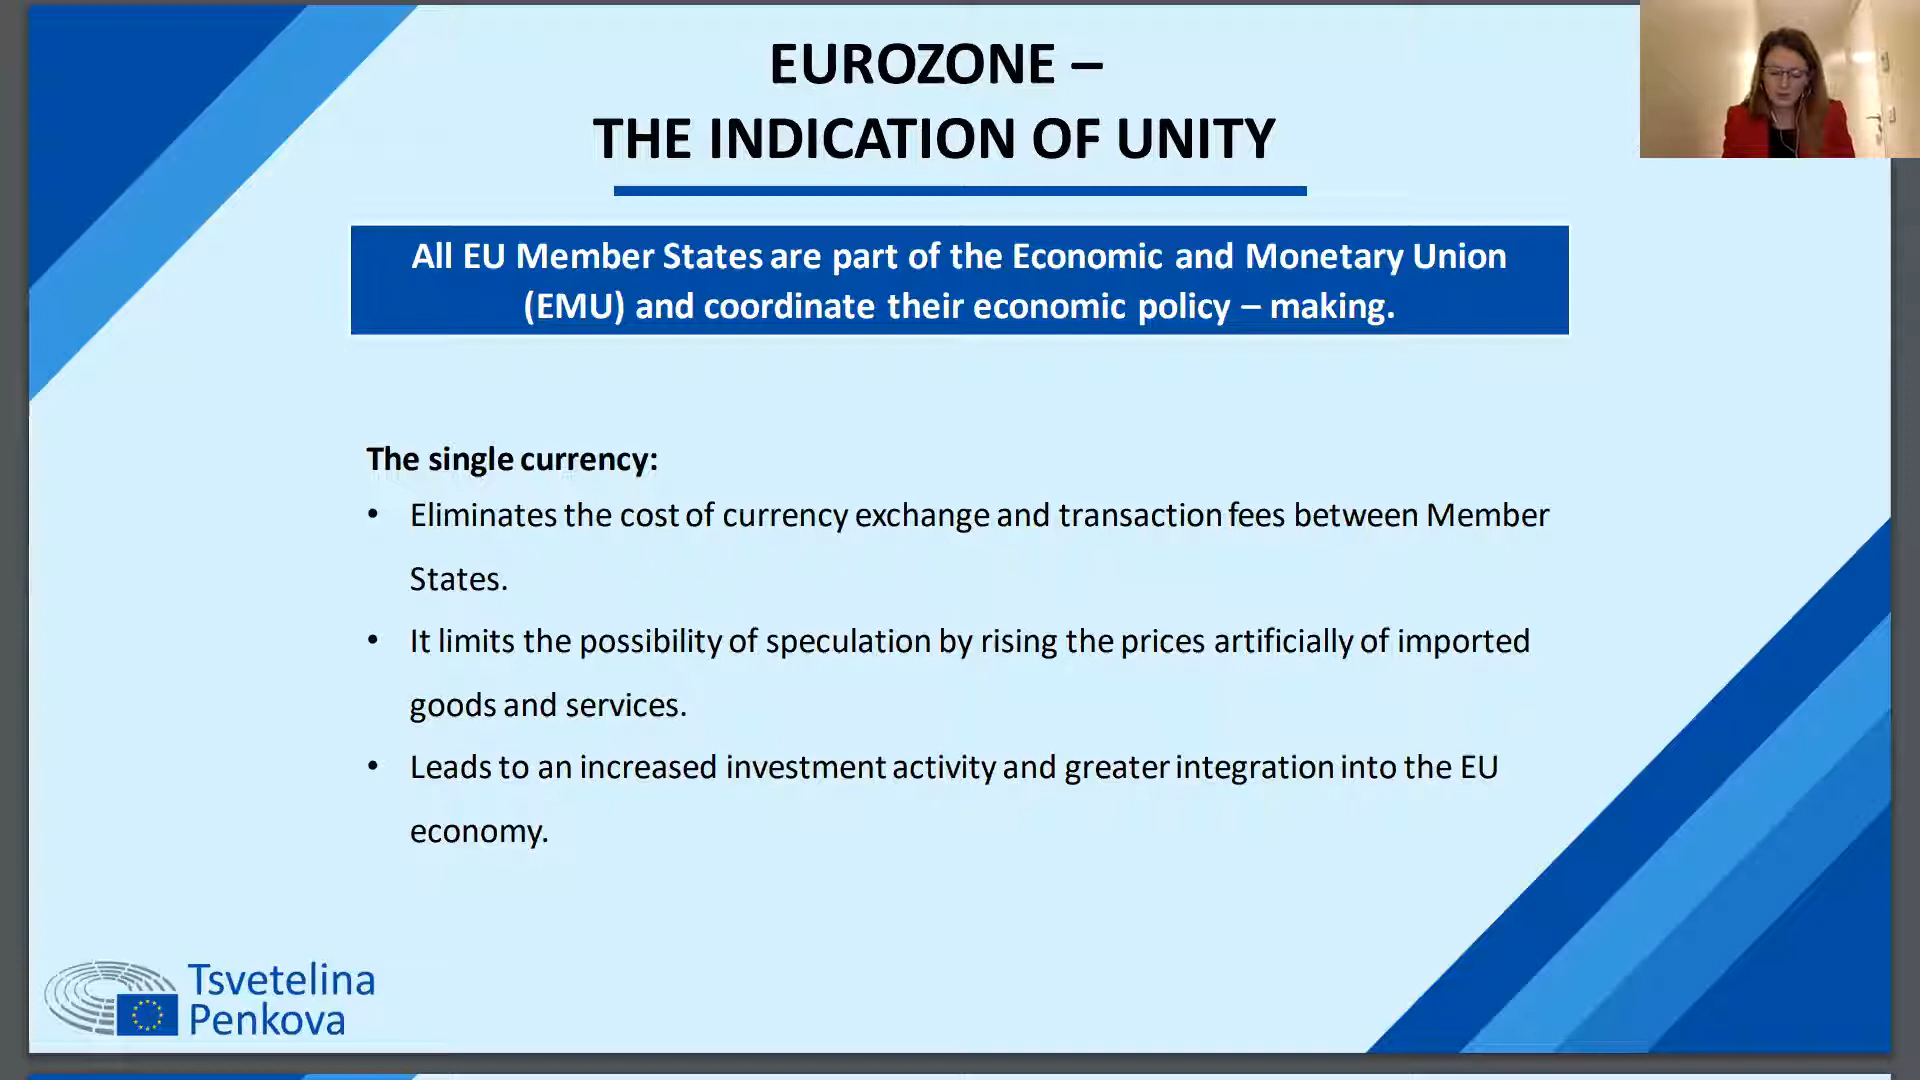 EUROZONE –
THE INDICATION OF UNITY
All EU Member States are part of the Economic and Monetary Union
(EMU) and coordinate their economic policy – making.
The single currency:
• Eliminates the cost of currency exchange and transaction fees between Member
States.
• It limits the possibility of speculation by rising the prices artificially of imported
goods and services.
• Leads to an increased investment activity and greater integration into the EU
economy.
Tsvetelina
Penkova